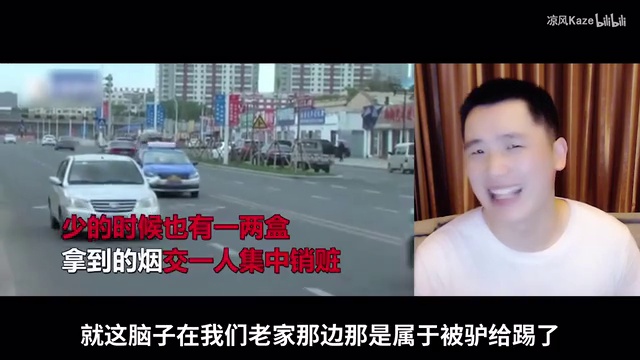 凉风Kaze bilibili
少的时候也有一两盒
拿到的烟交一人集中销赃
就这脑子在我们老家那边那是属于被驴给踢了